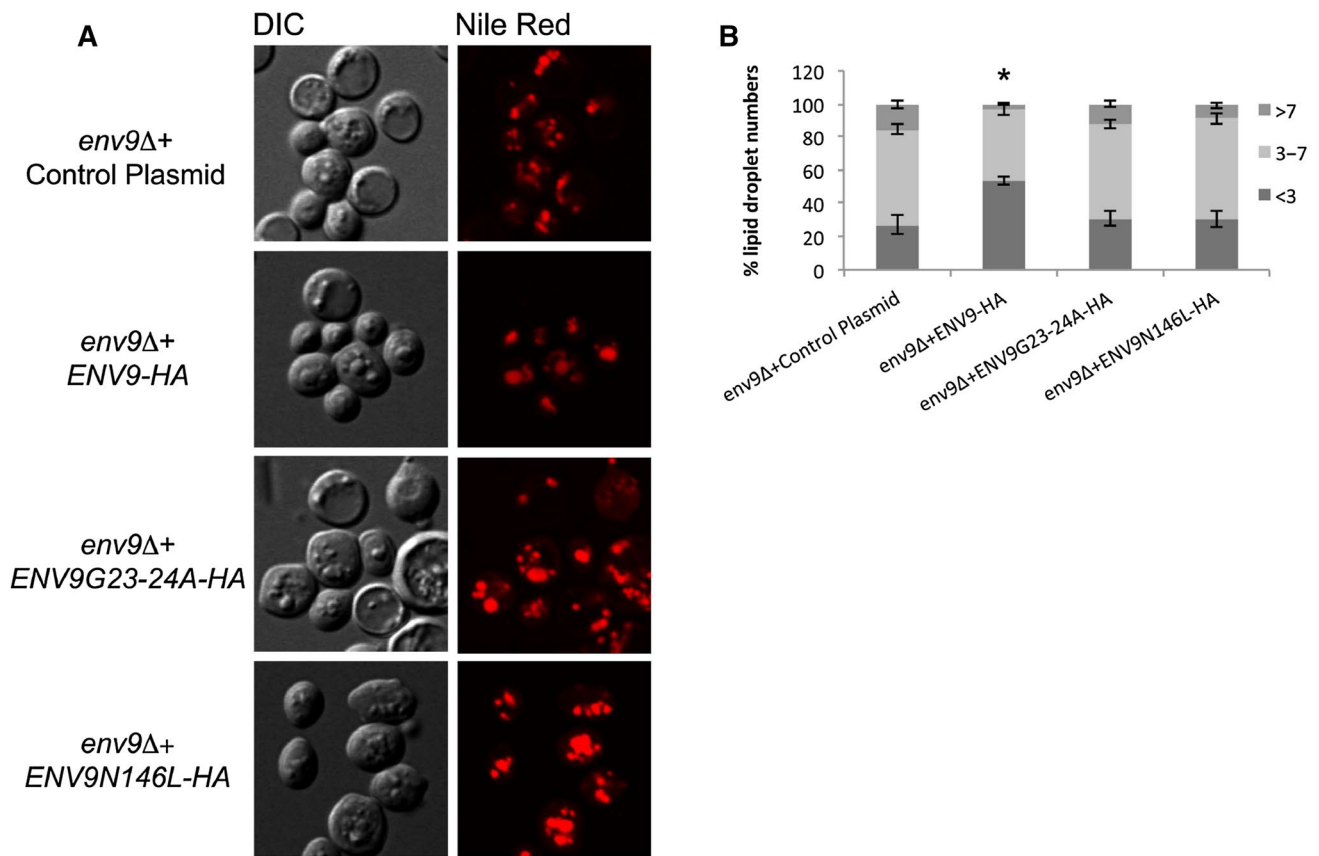 A
DIC
Nile Red
env9Δ+
Control Plasmid
env9Δ+
ENV9-HA
env9Δ+
ENV9G23-24A-HA
env9Δ+
ENV9N146L-HA
B
% lipid droplet numbers
120
100
80
60
40
20
0
*
>7
3–7
<3
env9Δ+Control Plasmid
env9Δ+ENV9-HA
env9Δ+ENV9G23-24A-HA
env9Δ+ENV9N146L-HA